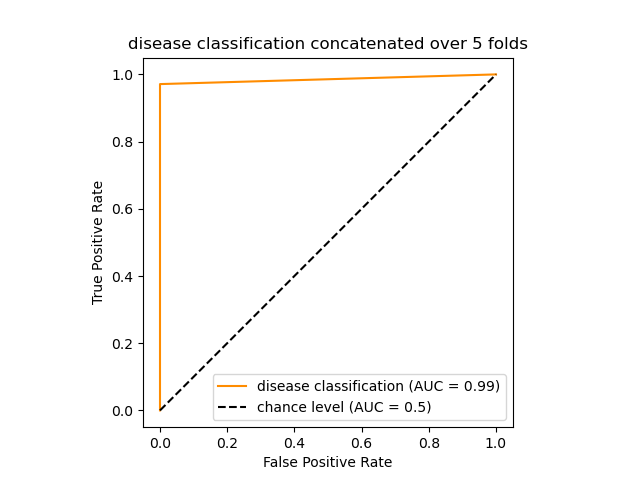 disease classification concatenated over 5 folds
1.0
0.8
0.6
0.4
0.2
0.0
True Positive Rate
disease classification (AUC = 0.99)
chance level (AUC = 0.5)
0.0 0.2 0.4 0.6 0.8 1.0
False Positive Rate